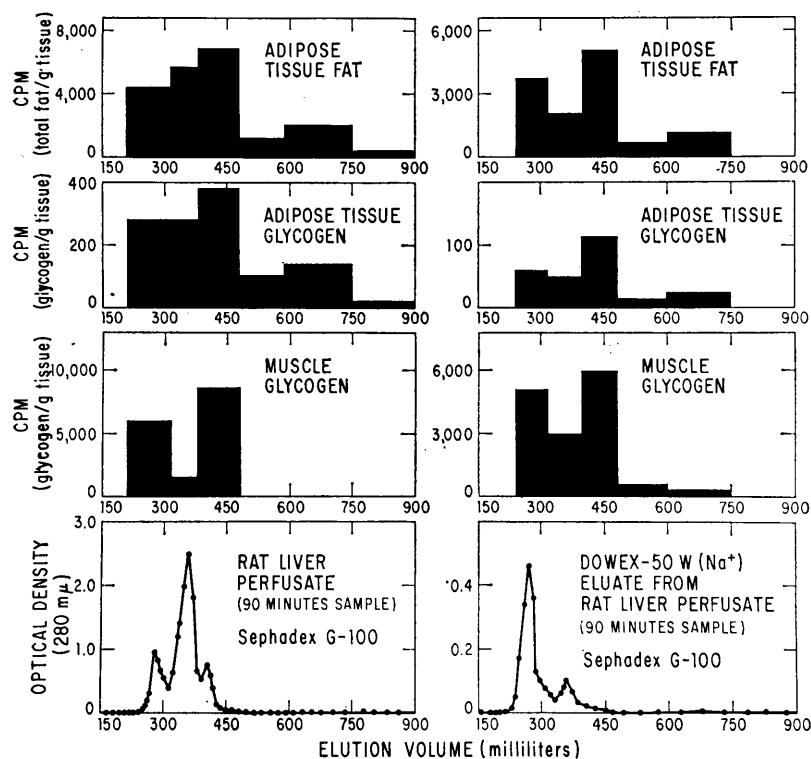 CPM
(total fat/g tissue)
8,000
4,000
0
ADIPOSE
TISSUE FAT
150 300 450 600 750 900
6,000
3,000
0
ADIPOSE
TISSUE FAT
150 300 450 600 750 900
CPM
(glycogen/g tissue)
400
200
0
ADIPOSE TISSUE
GLYCOGEN
150 300 450 600 750 900
100
0
ADIPOSE TISSUE
GLYCOGEN
150 300 450 600 750 900
CPM
(glycogen/g tissue)
10,000
5,000
0
MUSCLE
GLYCOGEN
150 300 450 600 750 900
6,000
3,000
0
MUSCLE
GLYCOGEN
150 300 450 600 750 900
OPTICAL DENSITY
(280 mμ)
3.0
2.0
1.0
0
RAT LIVER
PERFUSATE
(90 MINUTES SAMPLE)
Sephadex G-100
150 300 450 600 750 900
0.4
0.2
0
DOWEX-50 W (Na⁺)
ELUATE FROM
RAT LIVER PERFUSATE
(90 MINUTES SAMPLE)
Sephadex G-100
150 300 450 600 750 900
ELUTION VOLUME (milliliters)